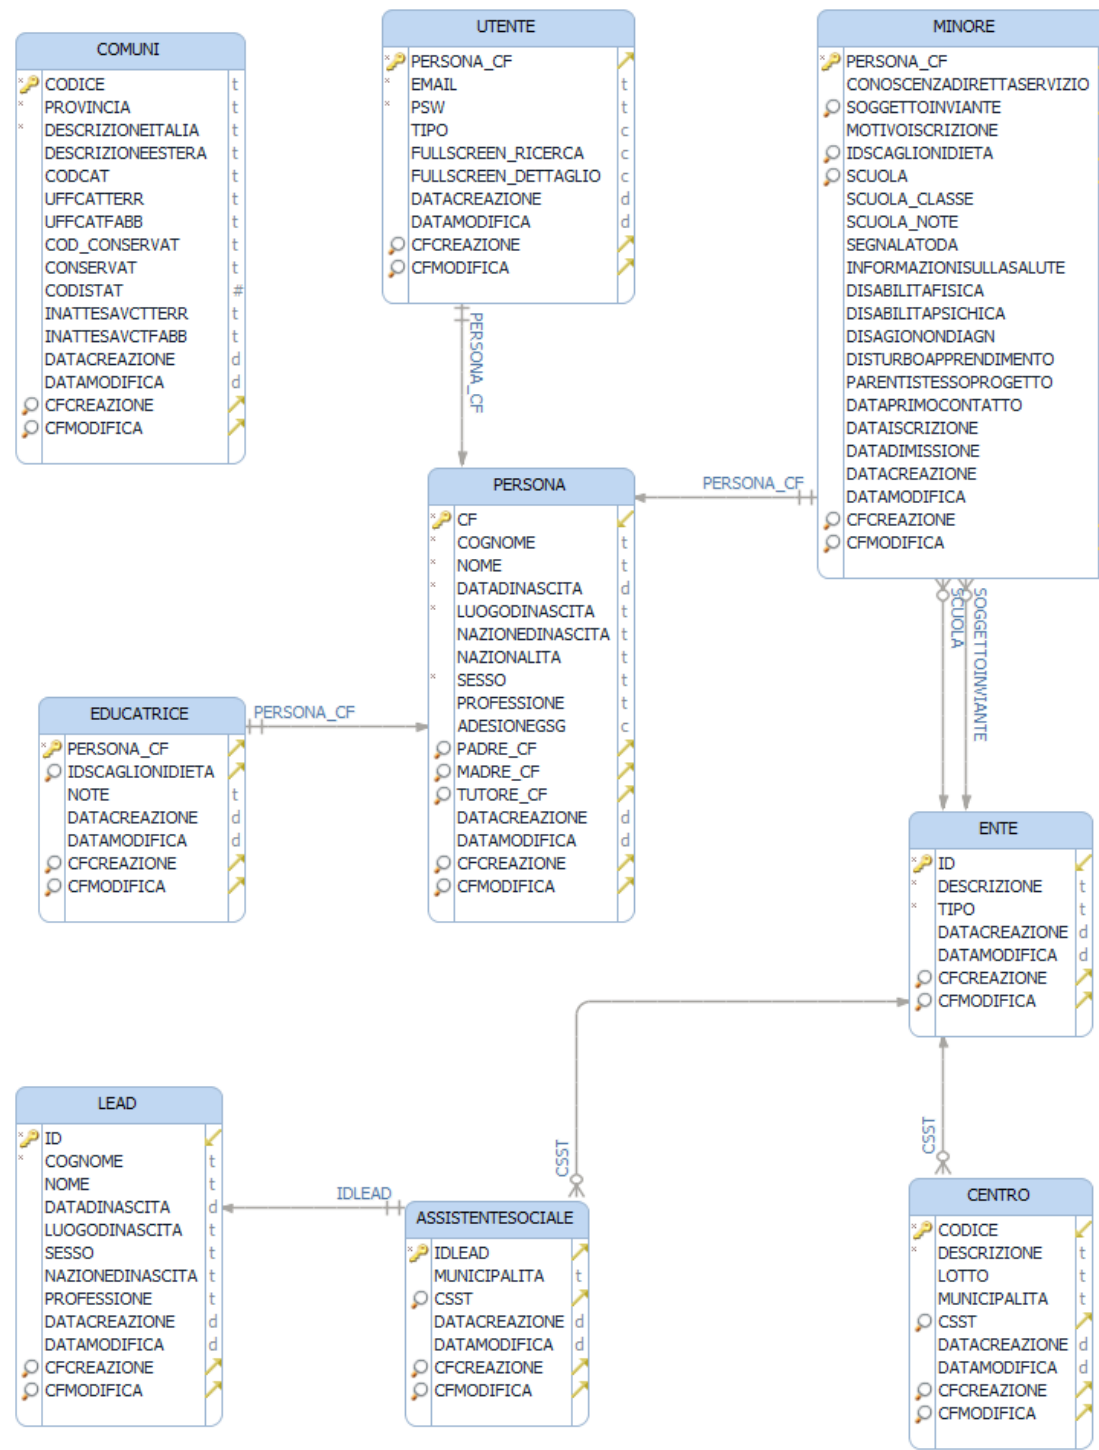 COMUNI
CODICE t
PROVINCIA t
DESCRIZIONEITALIA t
DESCRIZIONEESTERA t
CODCAT t
UFFCATTERR t
UFFCATFABB t
COD_CONSERVAT t
CONSERVAT t
CODISTAT #
INATTESAVCTTERR t
INATTESAVCTFABB t
DATACREAZIONE d
DATAMODIFICA d
CFCREAZIONE
CFMODIFICA
UTENTE
PERSONA_CF
EMAIL t
PSW t
TIPO c
FULLSCREEN_RICERCA c
FULLSCREEN_DETTAGLIO c
DATACREAZIONE d
DATAMODIFICA d
CFCREAZIONE
CFMODIFICA
MINORE
PERSONA_CF
CONOSCENZADIRETTASERVIZIO
SOGGETTOINVIANTE
MOTIVOISCRIZIONE
IDSCAGLIONIDIETA
SCUOLA
SCUOLA_CLASSE
SCUOLA_NOTE
SEGNALATODA
INFORMAZIONISULLASALUTE
DISABILITAFISICA
DISABILITAPSICHICA
DISAGIONONDIAGN
DISTURBOAPPRENDIMENTO
PARENTISTESSOPROGETTO
DATAPRIMOCONTATTO
DATAISCRIZIONE
DATADIMISSIONE
DATACREAZIONE
DATAMODIFICA
CFCREAZIONE
CFMODIFICA
PERSONA_CF
PERSONA_CF
SCUOLA
SOGGETTOINVIANTE
PERSONA
CF
COGNOME t
NOME t
DATADINASCITA d
LUOGODINASCITA t
NAZIONEDINASCITA t
NAZIONALITA t
SESSO t
PROFESSIONE t
ADESIONEGSG c
PADRE_CF
MADRE_CF
TUTORE_CF
DATACREAZIONE d
DATAMODIFICA d
CFCREAZIONE
CFMODIFICA
EDUCATRICE
PERSONA_CF
IDSCAGLIONIDIETA
NOTE t
DATACREAZIONE d
DATAMODIFICA d
CFCREAZIONE
CFMODIFICA
PERSONA_CF
ENTE
ID
DESCRIZIONE t
TIPO t
DATACREAZIONE d
DATAMODIFICA d
CFCREAZIONE
CFMODIFICA
CSST
CSST
LEAD
ID
COGNOME t
NOME t
DATADINASCITA d
LUOGODINASCITA t
SESSO t
NAZIONEDINASCITA t
PROFESSIONE t
DATACREAZIONE d
DATAMODIFICA d
CFCREAZIONE
CFMODIFICA
IDLEAD
ASSISTENTESOCIALE
IDLEAD
MUNICIPALITA t
CSST
DATACREAZIONE d
DATAMODIFICA d
CFCREAZIONE
CFMODIFICA
CENTRO
CODICE
DESCRIZIONE t
LOTTO t
MUNICIPALITA t
CSST
DATACREAZIONE d
DATAMODIFICA d
CFCREAZIONE
CFMODIFICA